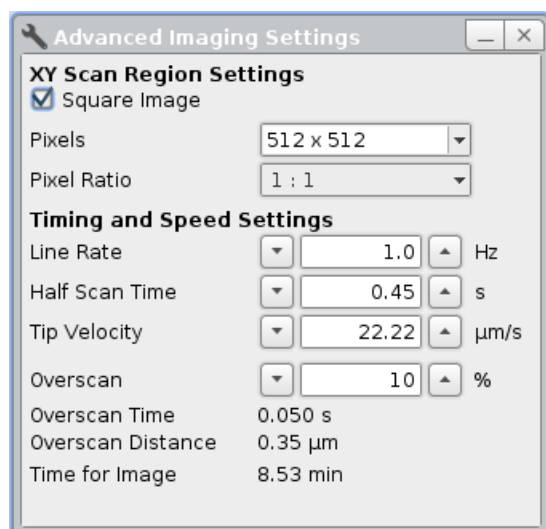 Advanced Imaging Settings
XY Scan Region Settings
Square Image
Pixels 512 x 512
Pixel Ratio 1 : 1
Timing and Speed Settings
Line Rate 1.0 Hz
Half Scan Time 0.45 s
Tip Velocity 22.22 μm/s
Overscan 10 %
Overscan Time 0.050 s
Overscan Distance 0.35 μm
Time for Image 8.53 min